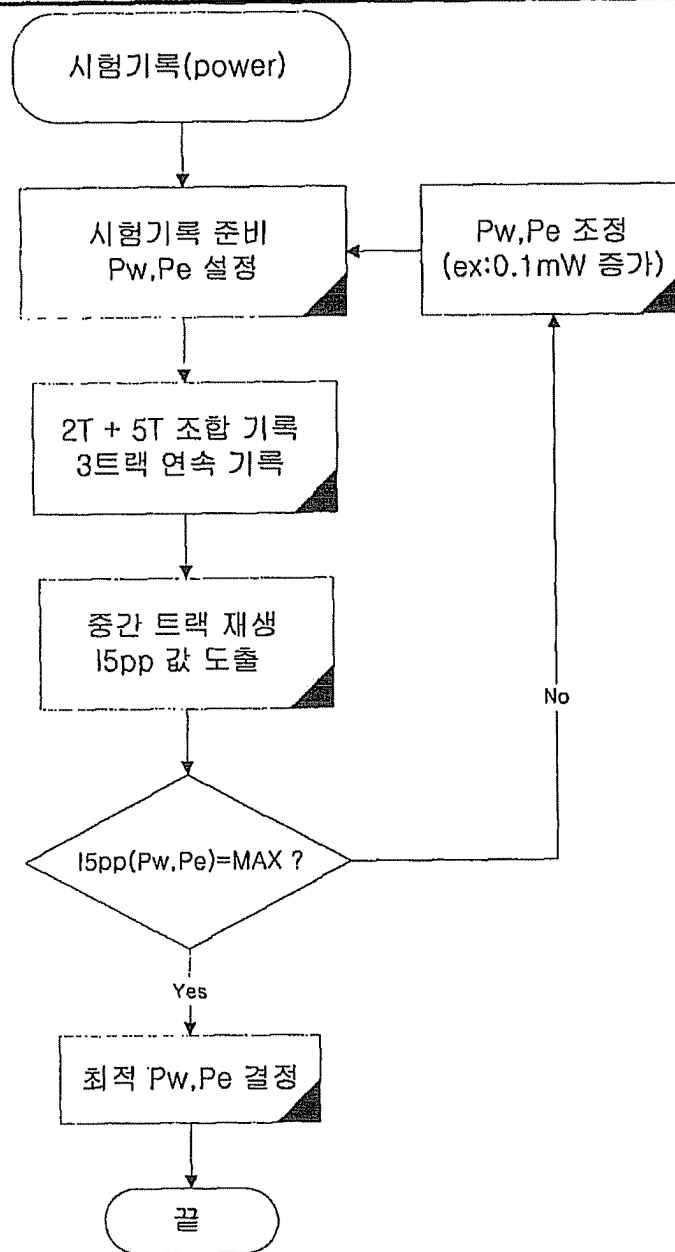 시험기록(power)
시험기록 준비
Pw,Pe 설정
Pw,Pe 조정
(ex:0.1mW 증가)
2T + 5T 조합 기록
3트랙 연속 기록
중간 트랙 재생
I5pp 값 도출
No
I5pp(Pw,Pe)=MAX ?
Yes
최적 Pw,Pe 결정
끝